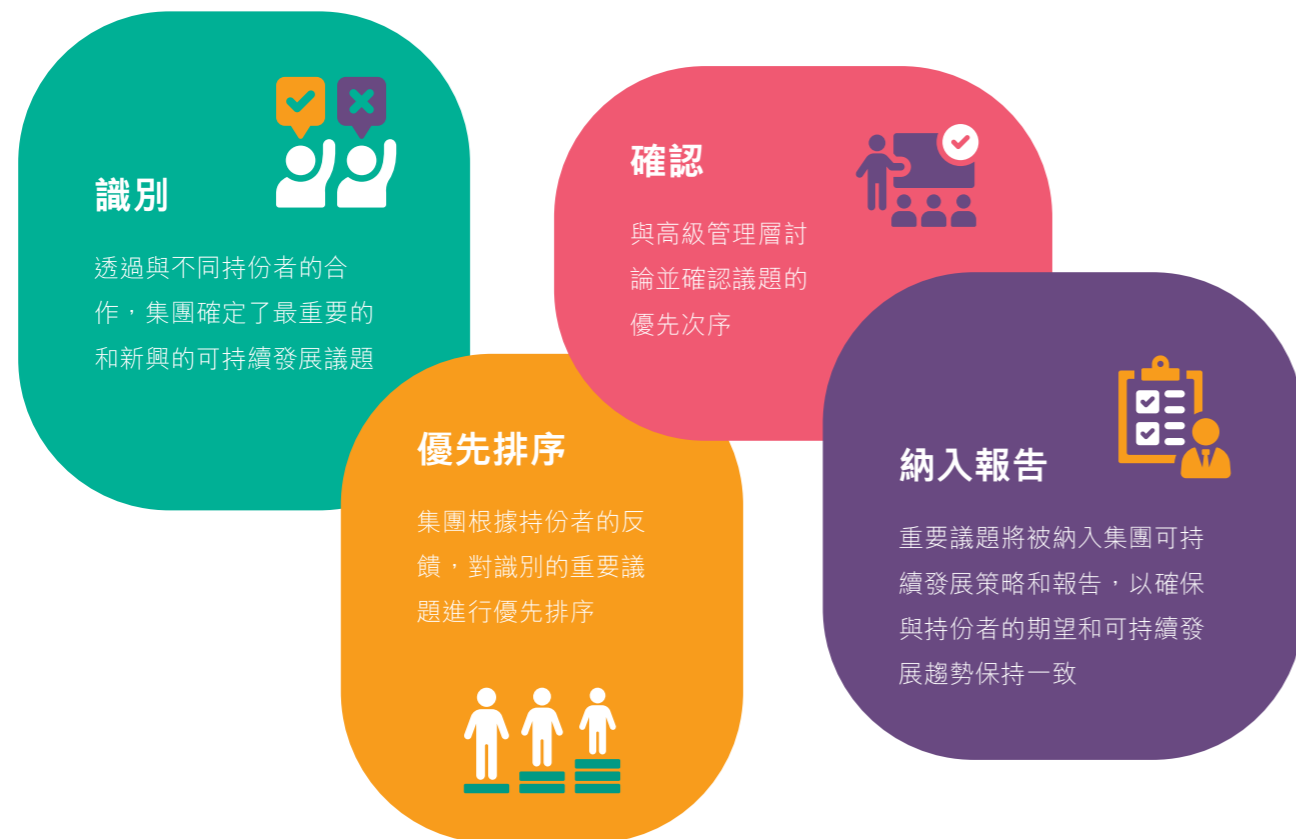 識別
透過與不同持份者的合
作，集團確定了最重要的
和新興的可持續發展議題
優先排序
集團根據持份者的反
饋，對識別的重要議
題進行優先排序
確認
與高級管理層討
論並確認議題的
優先次序
納入報告
重要議題將被納入集團可持
續發展策略和報告，以確保
與持份者的期望和可持續發
展趨勢保持一致